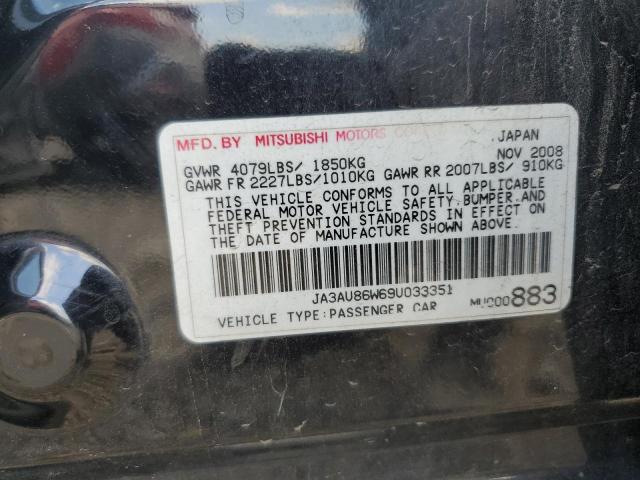 MFD. BY MITSUBISHI MOTORS JAPAN
GVWR 4079LBS/ 1850KG NOV 2008
GAWR FR 2227LBS/1010KG GAWR RR 2007LBS/ 910KG
THIS VEHICLE CONFORMS TO ALL APPLICABLE
FEDERAL MOTOR VEHICLE SAFETY, BUMPER, AND
THEFT PREVENTION STANDARDS IN EFFECT ON
THE DATE OF MANUFACTURE SHOWN ABOVE.
JA3AU86W69U033351
VEHICLE TYPE:PASSENGER CAR 883